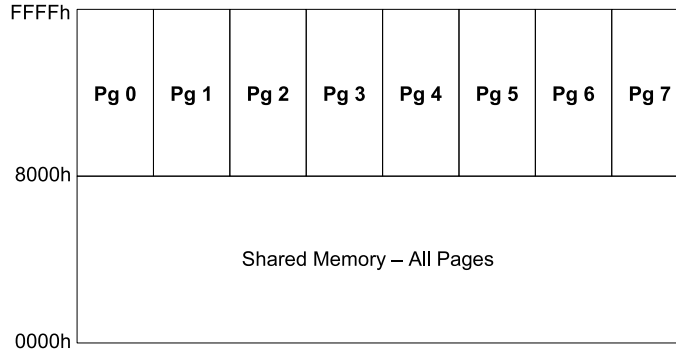 FFFFh
Pg 0 Pg 1 Pg 2 Pg 3 Pg 4 Pg 5 Pg 6 Pg 7
8000h
Shared Memory – All Pages
0000h